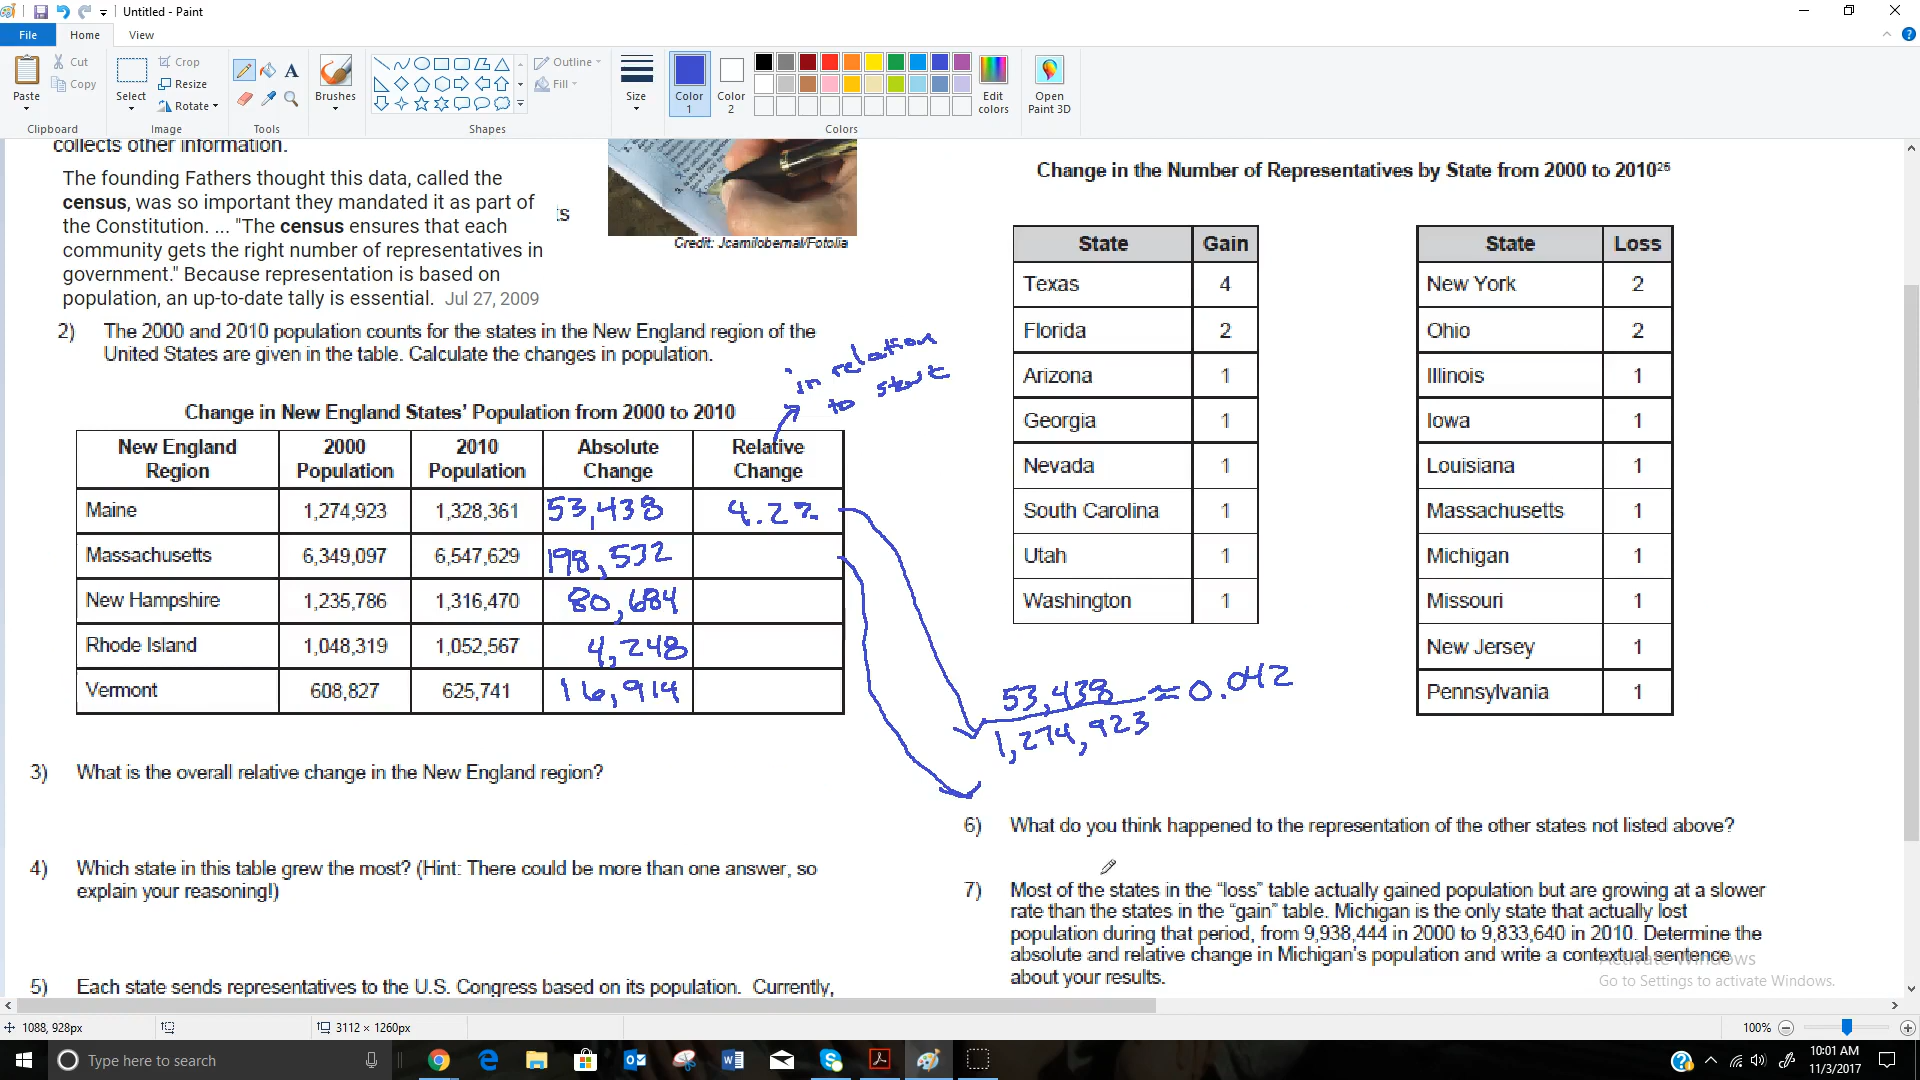 Untitled - Paint
File
Home
View
Paste
Cut
Copy
Clipboard
Select
Crop
Resize
Rotate
Image
Tools
Brushes
Shapes
Outline
Fill
Size
Color 1
Color 2
Edit colors
Open Paint 3D
Colors
collects other information.
The founding Fathers thought this data, called the
census, was so important they mandated it as part of
the Constitution. ... "The census ensures that each
community gets the right number of representatives in
government." Because representation is based on
population, an up-to-date tally is essential. Jul 27, 2009
Credit: Jcamilobernal/Fotolia
2) The 2000 and 2010 population counts for the states in the New England region of the
United States are given in the table. Calculate the changes in population.
in relation
to start
Change in New England States' Population from 2000 to 2010
New England Region 2000 Population 2010 Population Absolute Change Relative Change
Maine 1,274,923 1,328,361 53,438 4.2%
Massachusetts 6,349,097 6,547,629 198,532
New Hampshire 1,235,786 1,316,470 80,684
Rhode Island 1,048,319 1,052,567 4,248
Vermont 608,827 625,741 16,914
3) What is the overall relative change in the New England region?
4) Which state in this table grew the most? (Hint: There could be more than one answer, so
explain your reasoning!)
5) Each state sends representatives to the U.S. Congress based on its population. Currently,
Change in the Number of Representatives by State from 2000 to 2010²⁵
State Gain
Texas 4
Florida 2
Arizona 1
Georgia 1
Nevada 1
South Carolina 1
Utah 1
Washington 1
State Loss
New York 2
Ohio 2
Illinois 1
Iowa 1
Louisiana 1
Massachusetts 1
Michigan 1
Missouri 1
New Jersey 1
Pennsylvania 1
53,438
1,274,923
≈ 0.042
6) What do you think happened to the representation of the other states not listed above?
7) Most of the states in the "loss" table actually gained population but are growing at a slower
rate than the states in the "gain" table. Michigan is the only state that actually lost
population during that period, from 9,938,444 in 2000 to 9,833,640 in 2010. Determine the
absolute and relative change in Michigan's population and write a contextual sentence
about your results.
Activate Windows
Go to Settings to activate Windows.
1088, 928px
3112 × 1260px
100%
Type here to search
10:01 AM
11/3/2017